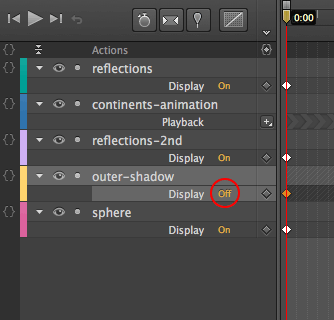 0:00
Actions
reflections
Display On
continents-animation
Playback
reflections-2nd
Display On
outer-shadow
Display Off
sphere
Display On